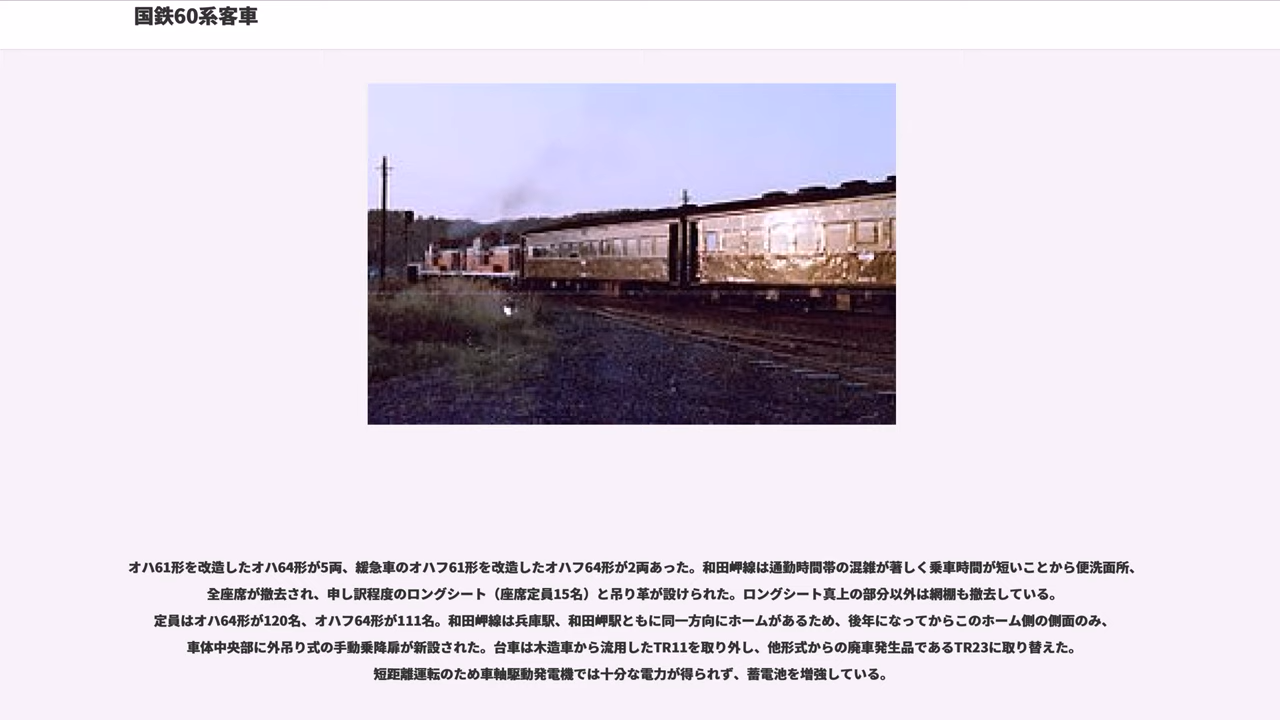 国鉄60系客車
オハ61形を改造したオハ64形が5両、緩急車のオハフ61形を改造したオハフ64形が2両あった。和田岬線は通勤時間帯の混雑が著しく乗車時間が短いことから便洗面所、
全座席が撤去され、申し訳程度のロングシート（座席定員15名）と吊り革が設けられた。ロングシート真上の部分以外は網棚も撤去している。
定員はオハ64形が120名、オハフ64形が111名。和田岬線は兵庫駅、和田岬駅ともに同一方向にホームがあるため、後年になってからこのホーム側の側面のみ、
車体中央部に外吊り式の手動乗降扉が新設された。台車は木造車から流用したTR11を取り外し、他形式からの廃車発生品であるTR23に取り替えた。
短距離運転のため車軸駆動発電機では十分な電力が得られず、蓄電池を増強している。